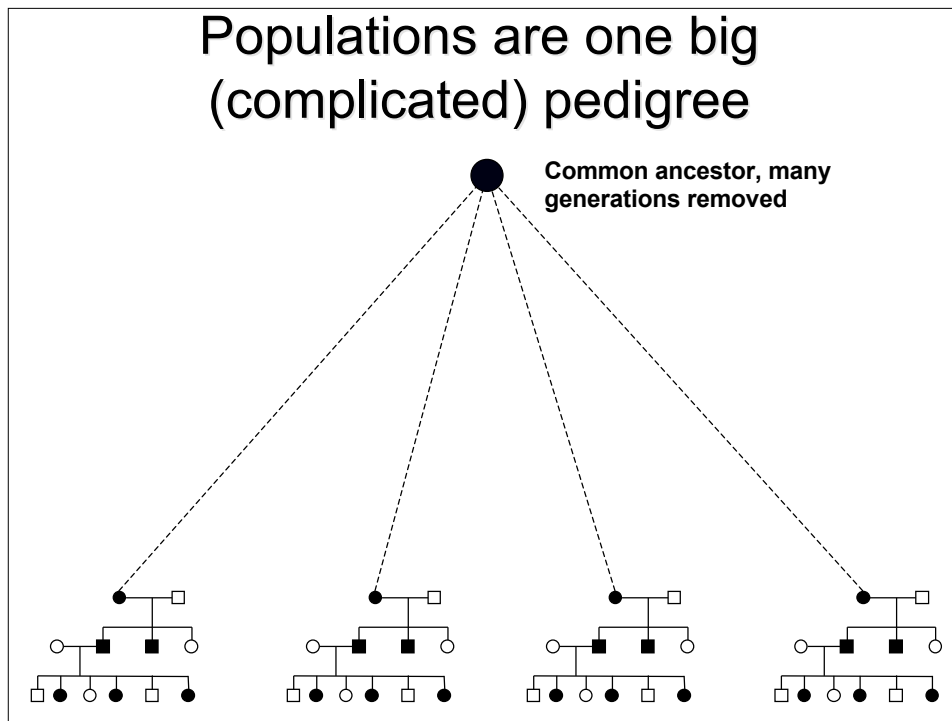 Populations are one big
(complicated) pedigree
Common ancestor, many
generations removed